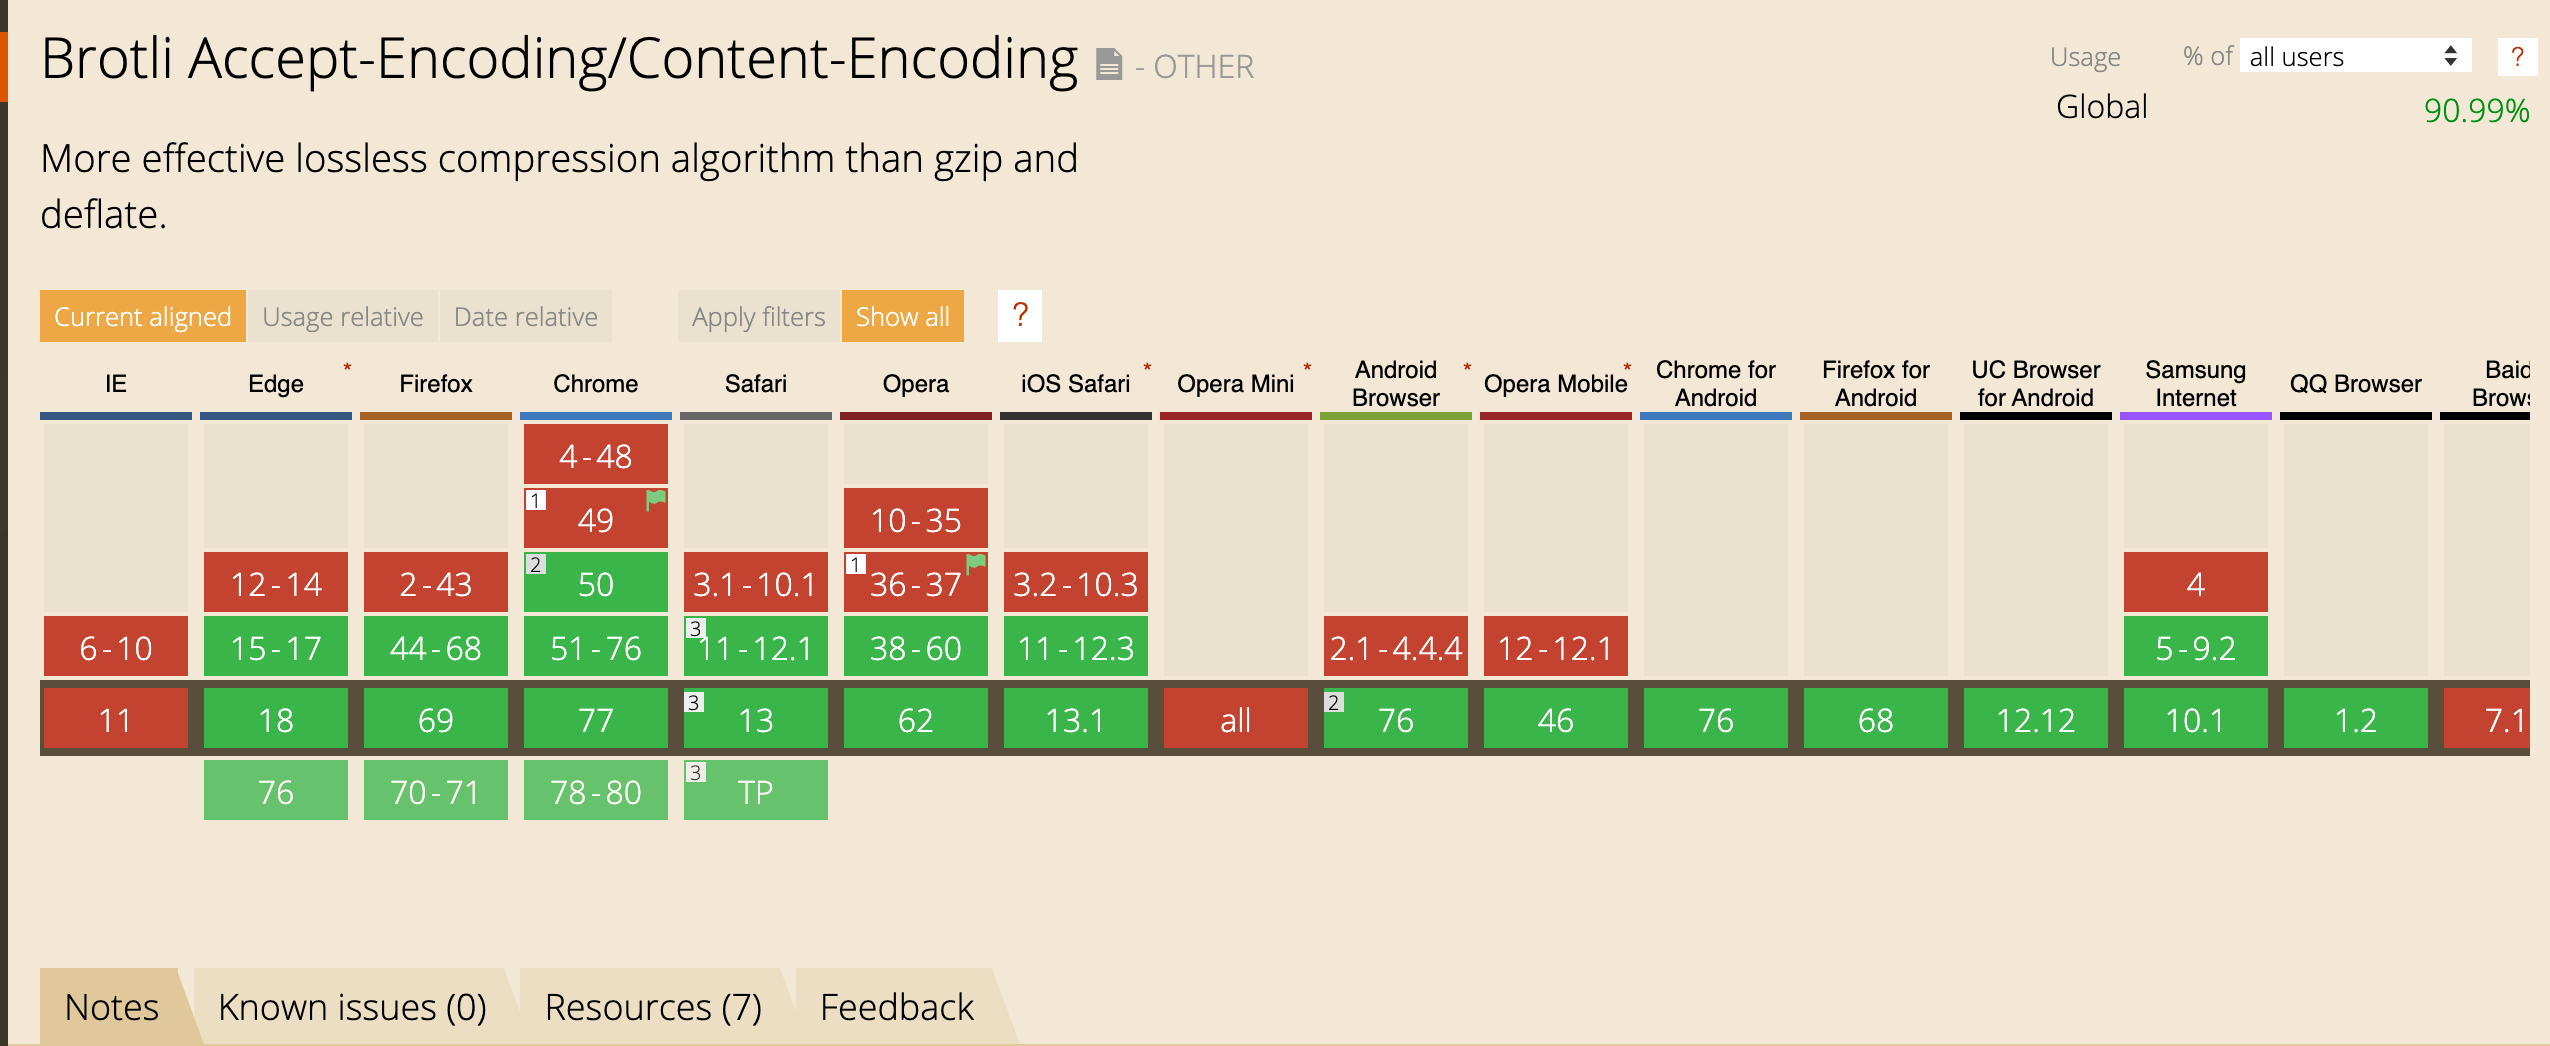 Brotli Accept-Encoding/Content-Encoding - OTHER
Usage % of all users ?
Global 90.99%
More effective lossless compression algorithm than gzip and
deflate.
Current aligned Usage relative Date relative Apply filters Show all ?
IE Edge * Firefox Chrome Safari Opera iOS Safari * Opera Mini * Android Browser * Opera Mobile * Chrome for Android Firefox for Android UC Browser for Android Samsung Internet QQ Browser
4-48
1 49 10-35
12-14 2-43 2 50 3.1-10.1 1 36-37 3.2-10.3 4
6-10 15-17 44-68 51-76 3 11-12.1 38-60 11-12.3 2.1-4.4.4 12-12.1 5-9.2
11 18 69 77 3 13 62 13.1 all 2 76 46 76 68 12.12 10.1 1.2 7.1
76 70-71 78-80 3 TP
Notes Known issues (0) Resources (7) Feedback